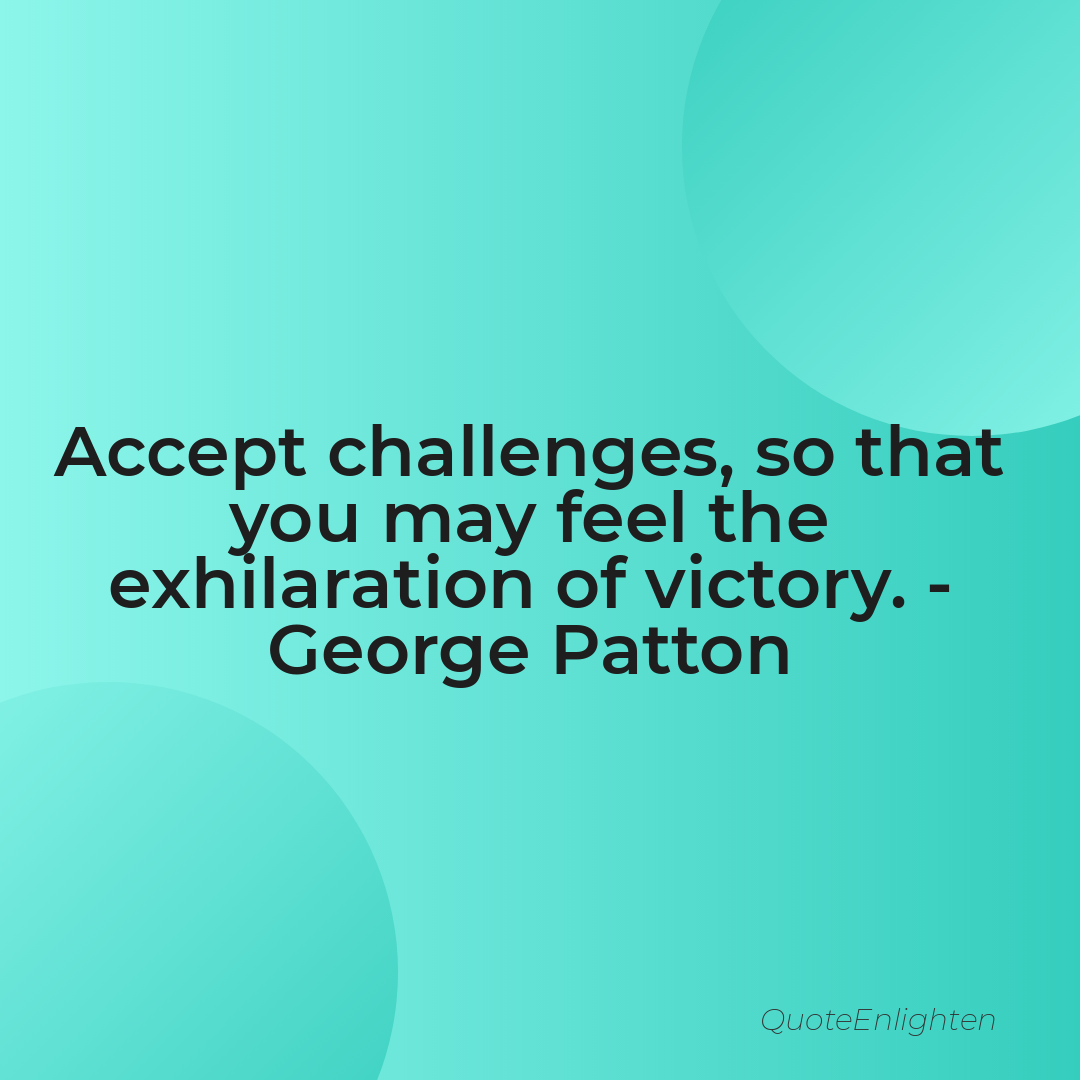 Accept challenges, so that
you may feel the
exhilaration of victory. -
George Patton
QuoteEnlighten